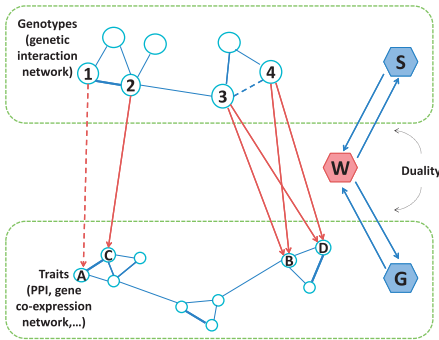 Genotypes
(genetic
interaction
network)
1
2
3
4
S
W
Duality
G
A
C
B
D
Traits
(PPI, gene
co-expression
network,...)